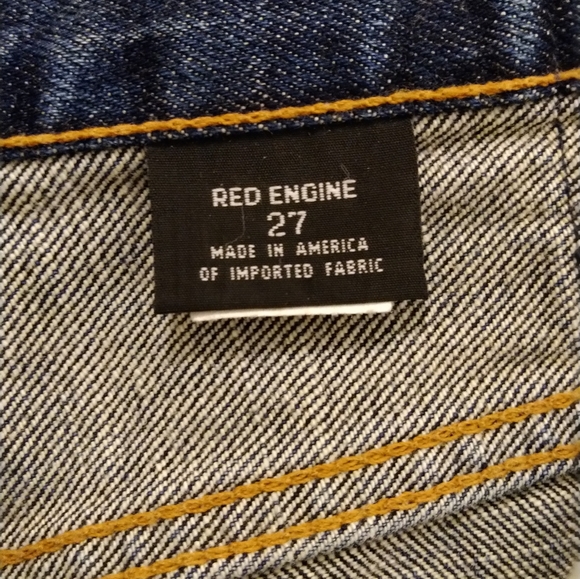 RED ENGINE
27
MADE IN AMERICA
OF IMPORTED FABRIC